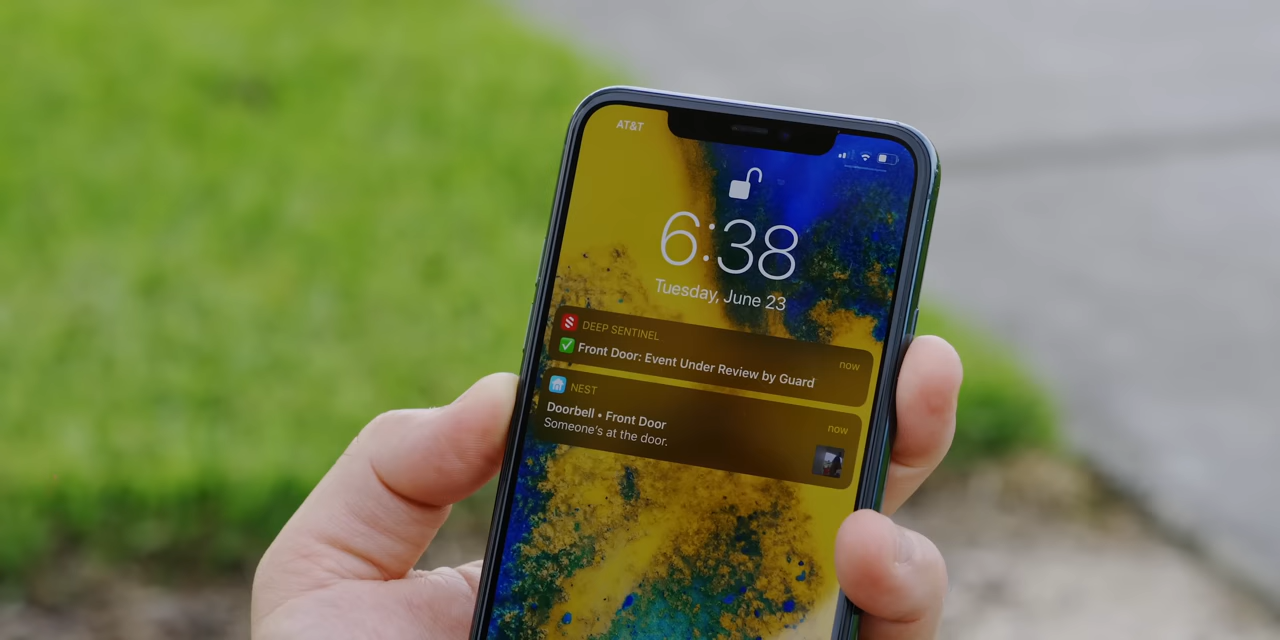 AT&T
6:38
Tuesday, June 23
DEEP SENTINEL
now
✅ Front Door: Event Under Review by Guard
NEST
now
Doorbell • Front Door
Someone's at the door.